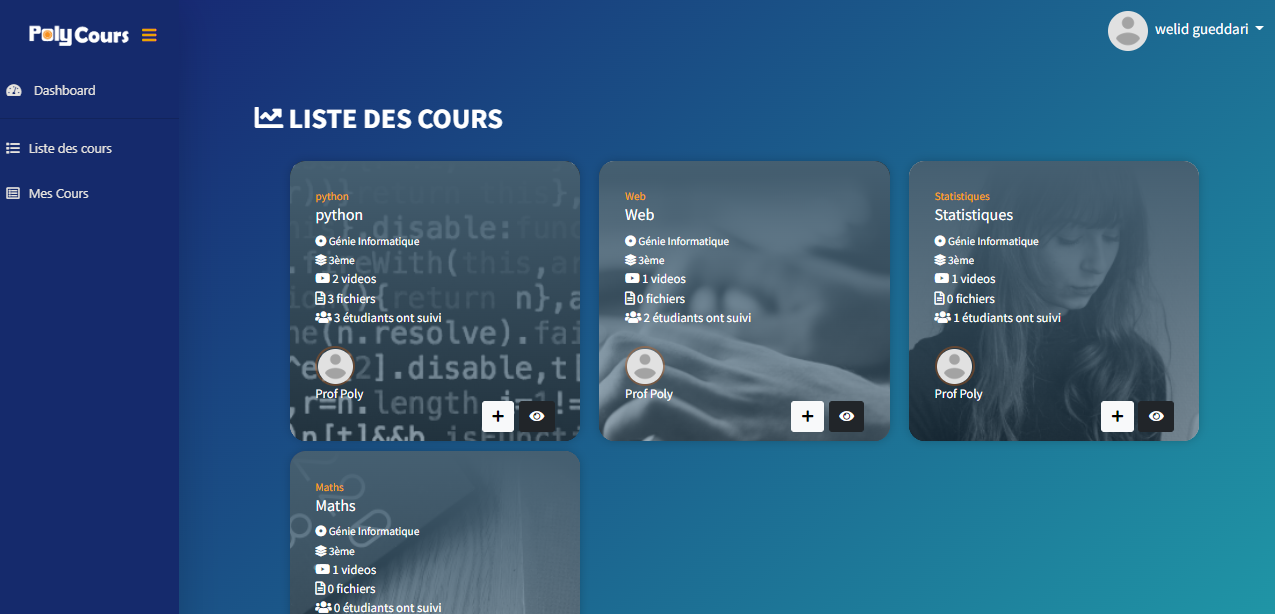 Poly Cours
welid gueddari
Dashboard
Liste des cours
Mes Cours
LISTE DES COURS
python
python
Génie Informatique
3ème
2 videos
3 fichiers
3 étudiants ont suivi
Prof Poly
Web
Web
Génie Informatique
3ème
1 videos
0 fichiers
2 étudiants ont suivi
Prof Poly
Statistiques
Statistiques
Génie Informatique
3ème
1 videos
0 fichiers
1 étudiants ont suivi
Prof Poly
Maths
Maths
Génie Informatique
3ème
1 videos
0 fichiers
0 étudiants ont suivi